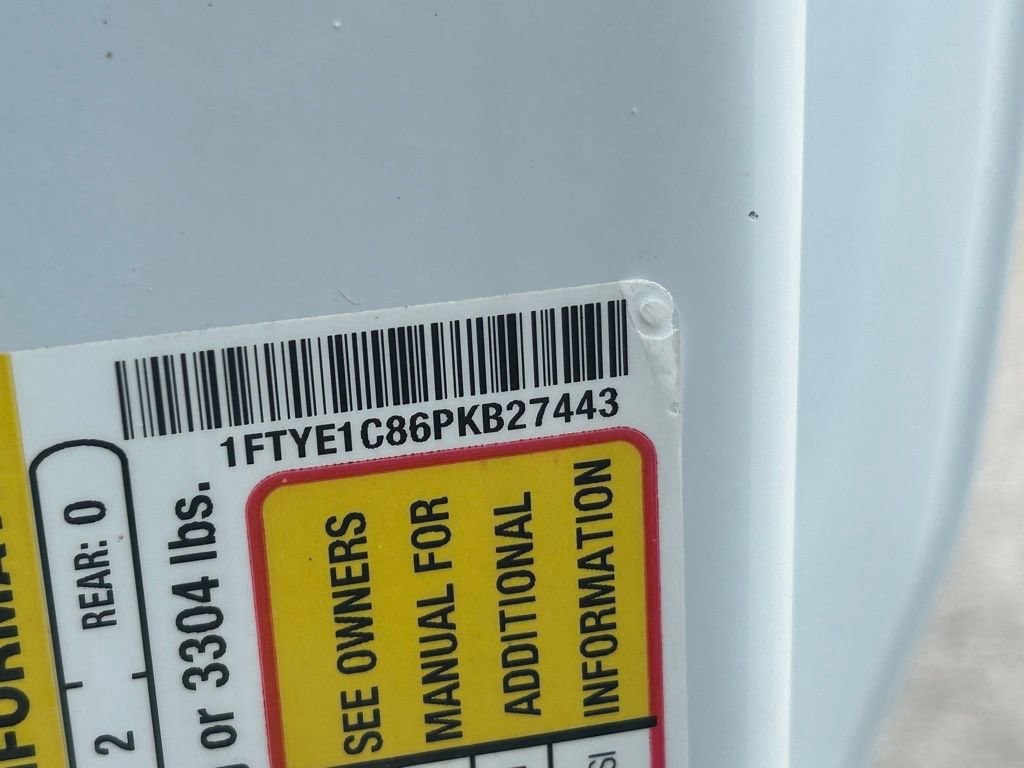 1FTYE1C86PKB27443
REAR: 0
2
or 3304 lbs.
SEE OWNERS
MANUAL FOR
ADDITIONAL
INFORMATION